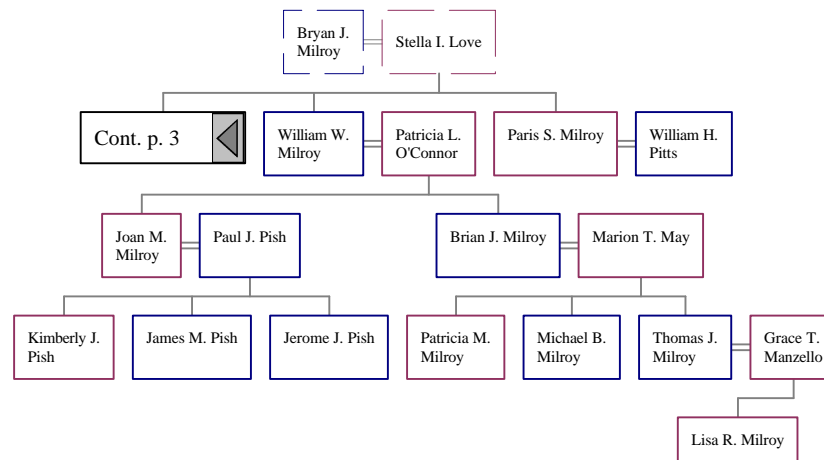 Bryan J.
Milroy
Stella I. Love
Cont. p. 3
William W.
Milroy
Patricia L.
O'Connor
Paris S. Milroy
William H.
Pitts
Joan M.
Milroy
Paul J. Pish
Brian J. Milroy
Marion T. May
Kimberly J.
Pish
James M. Pish
Jerome J. Pish
Patricia M.
Milroy
Michael B.
Milroy
Thomas J.
Milroy
Grace T.
Manzello
Lisa R. Milroy